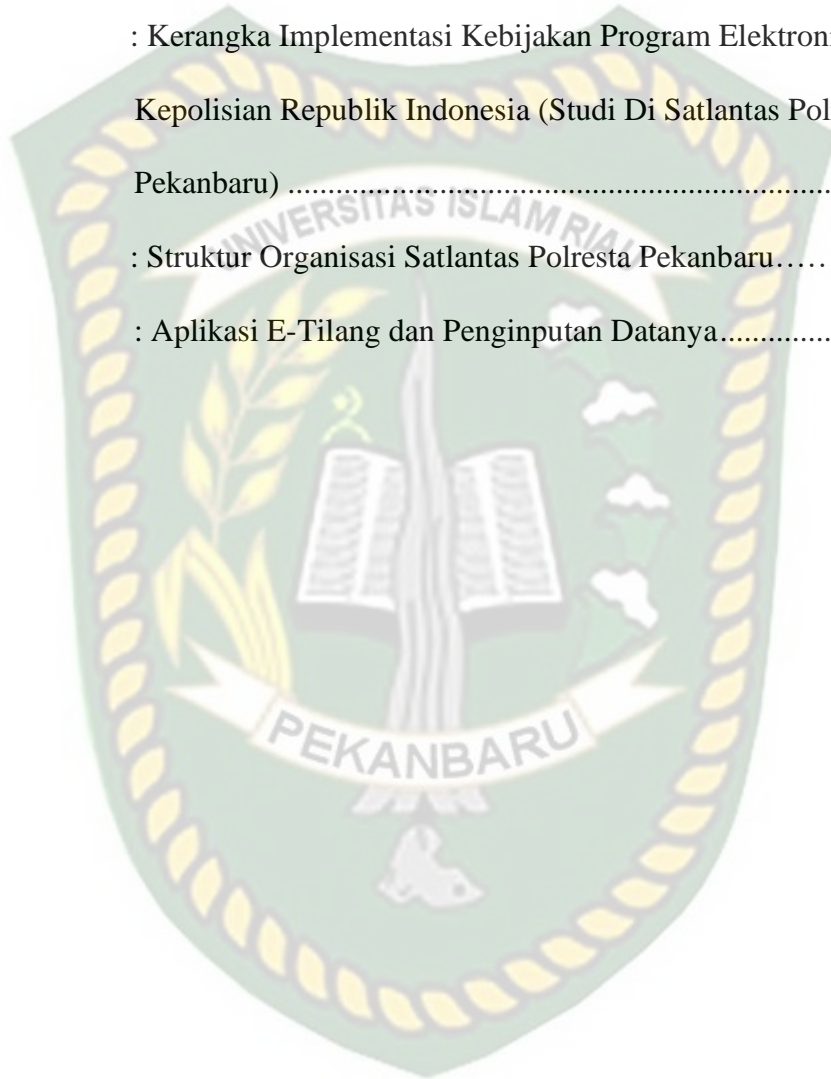 : Kerangka Implementasi Kebijakan Program Elektron
Kepolisian Republik Indonesia (Studi Di Satlantas Pol
Pekanbaru) ....................................................................
UNIVERSITAS ISLAM RIAU
: Struktur Organisasi Satlantas Polresta Pekanbaru……
: Aplikasi E-Tilang dan Penginputan Datanya..............
PEKANBARU